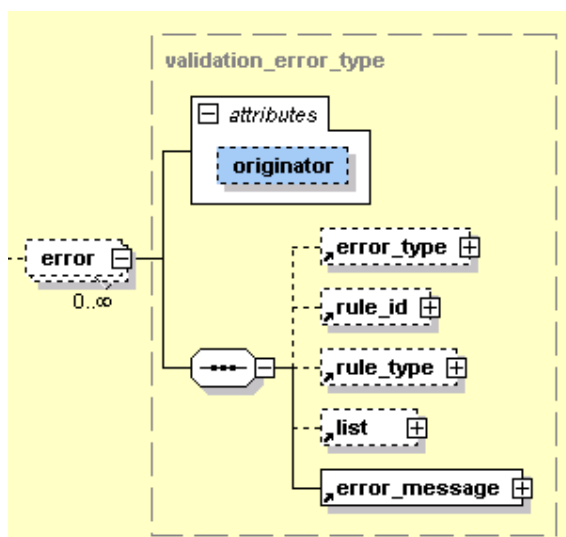 validation_error_type
attributes
originator
error
0..∞
error_type
rule_id
rule_type
list
error_message